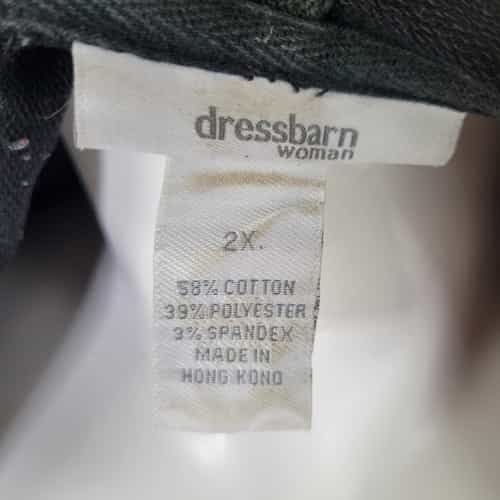 dressbarn
woman
2X.
58% COTTON
39% POLYESTER
3% SPANDEX
MADE IN
HONG KONG